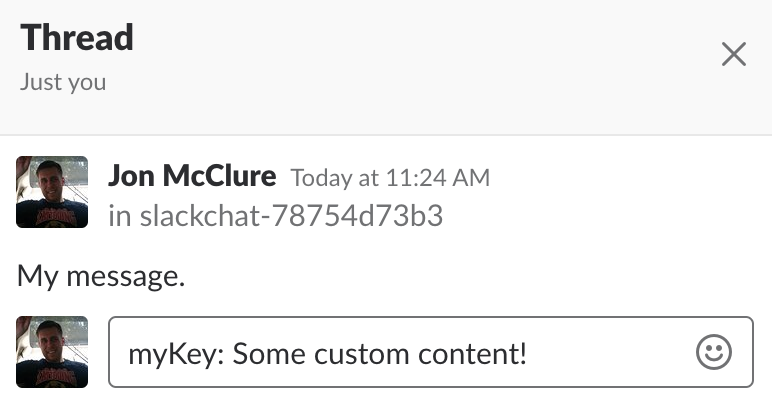 Thread
Just you
Jon McClure Today at 11:24 AM
in slackchat-78754d73b3
My message.
myKey: Some custom content!